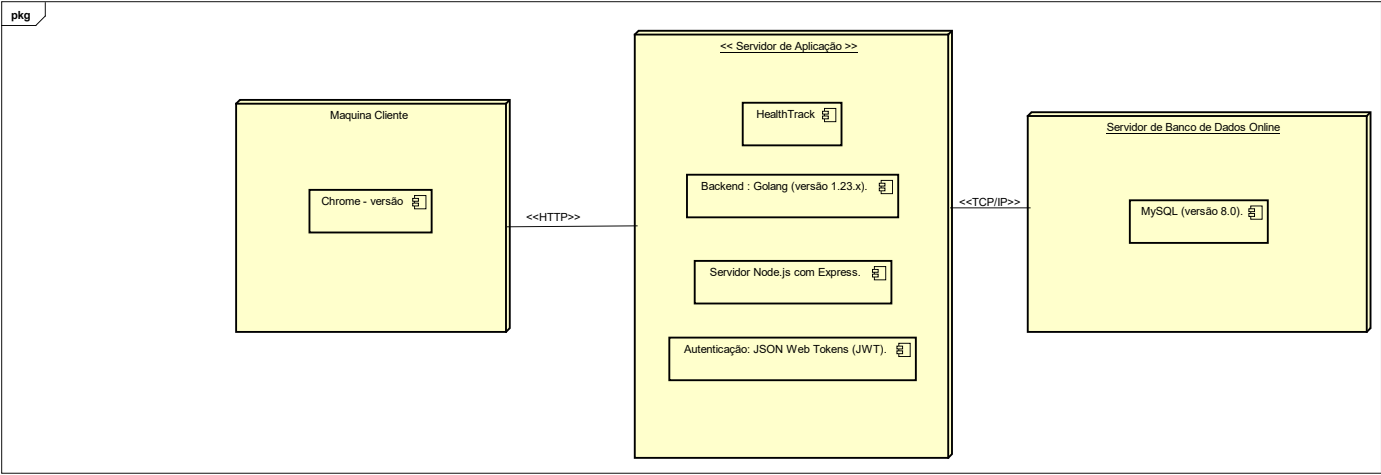 pkg
Maquina Cliente
Chrome - versão
<<HTTP>>
<< Servidor de Aplicação >>
HealthTrack
Backend : Golang (versão 1.23.x).
Servidor Node.js com Express.
Autenticação: JSON Web Tokens (JWT).
<<TCP/IP>>
Servidor de Banco de Dados Online
MySQL (versão 8.0).